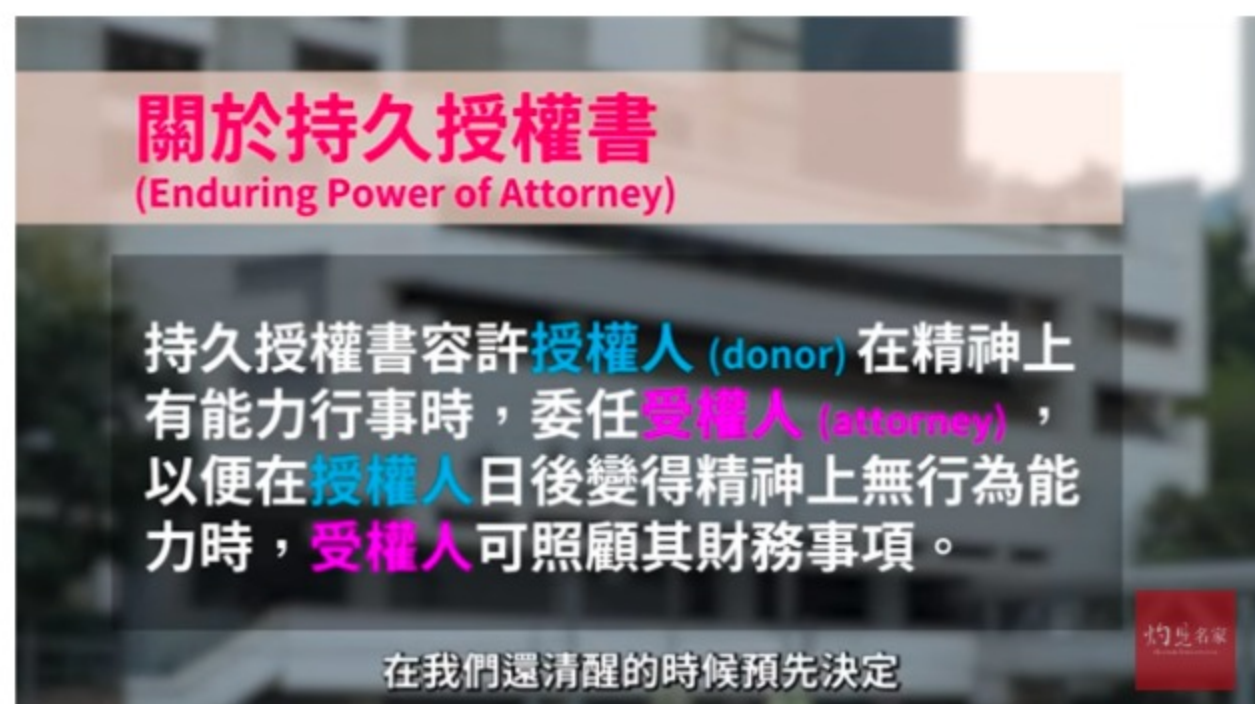 關於持久授權書
(Enduring Power of Attorney)
持久授權書容許授權人 (donor) 在精神上
有能力行事時，委任受權人 (attorney) ，
以便在授權人日後變得精神上無行為能
力時，受權人可照顧其財務事項。
灼見名家
在我們還清醒的時候預先決定